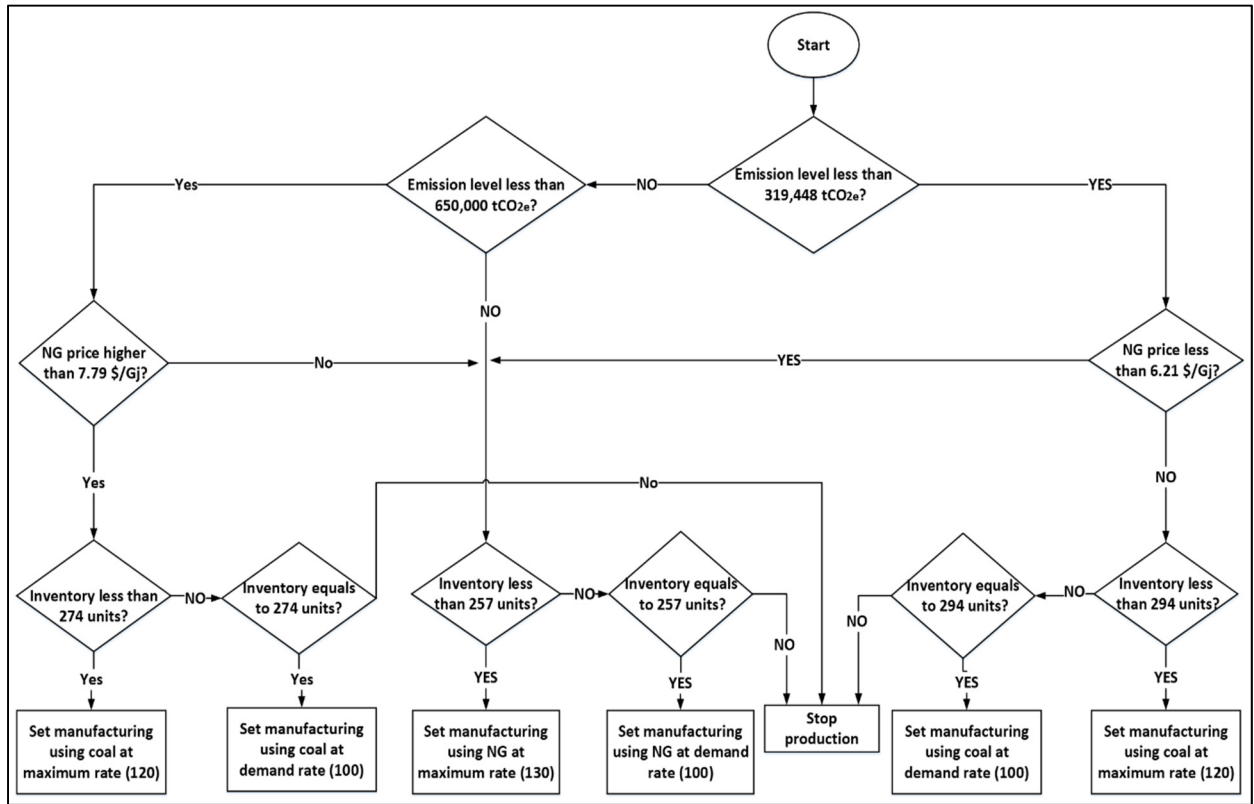 Start
Emission level less than
650,000 tCO2e?
Emission level less than
319,448 tCO2e?
Yes
NO
YES
NO
NG price higher
than 7.79 $/Gj?
No
YES
NG price less
than 6.21 $/Gj?
Yes
No
NO
Inventory less than
274 units?
NO
Inventory equals
to 274 units?
Inventory less
than 257 units?
NO
Inventory equals
to 257 units?
NO
Inventory equals
to 294 units?
NO
NO
Inventory less
than 294 units?
Yes
Yes
YES
YES
YES
YES
Set manufacturing
using coal at
maximum rate (120)
Set manufacturing
using coal at
demand rate (100)
Set manufacturing
using NG at
maximum rate (130)
Set manufacturing
using NG at demand
rate (100)
Stop
production
Set manufacturing
using coal at
demand rate (100)
Set manufacturing
using coal at
maximum rate (120)